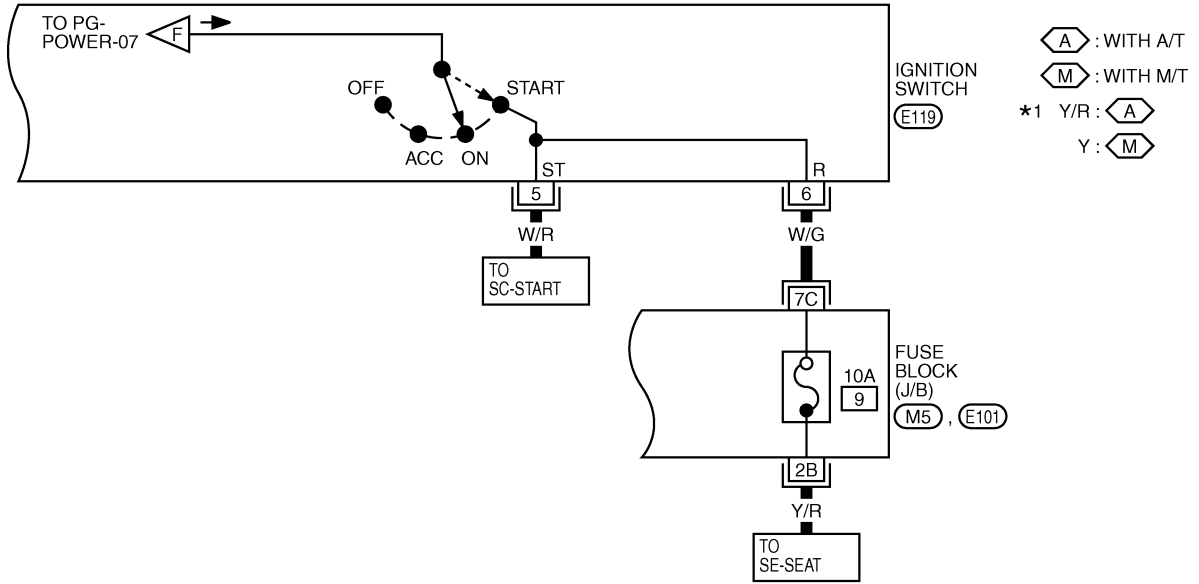 TO PG-
POWER-07
F
OFF
START
ACC
ON
ST
R
5
6
W/R
W/G
TO
SC-START
7C
10A
9
2B
Y/R
TO
SE-SEAT
IGNITION
SWITCH
E119
FUSE
BLOCK
(J/B)
M5 , E101
A : WITH A/T
M : WITH M/T
*1 Y/R : A
Y : M